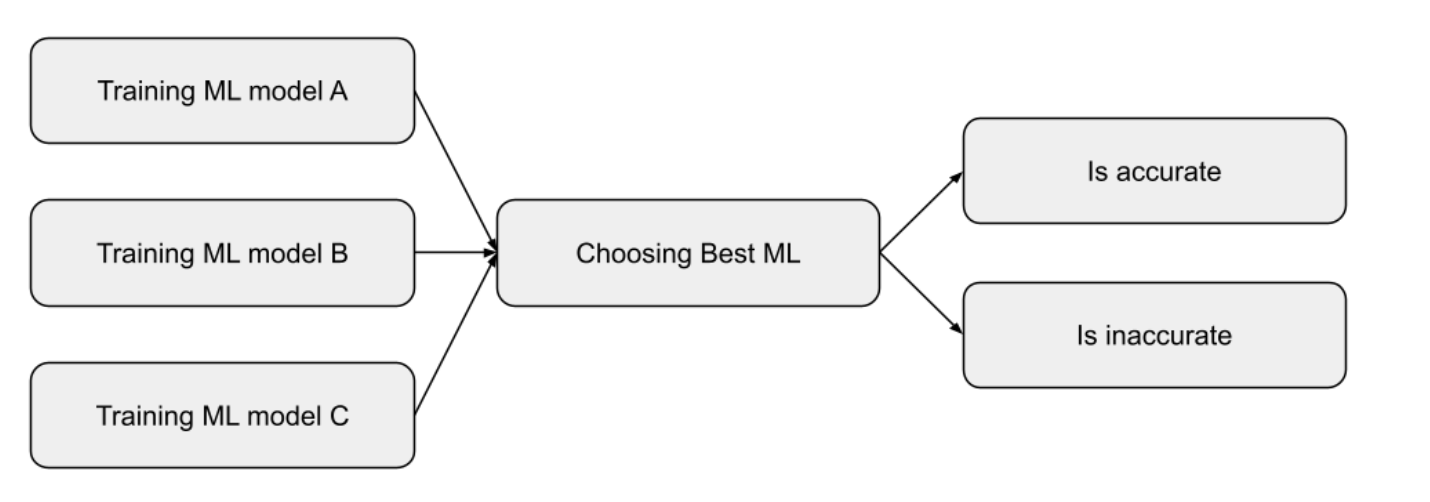 Training ML model A
Training ML model B
Training ML model C
Choosing Best ML
Is accurate
Is inaccurate